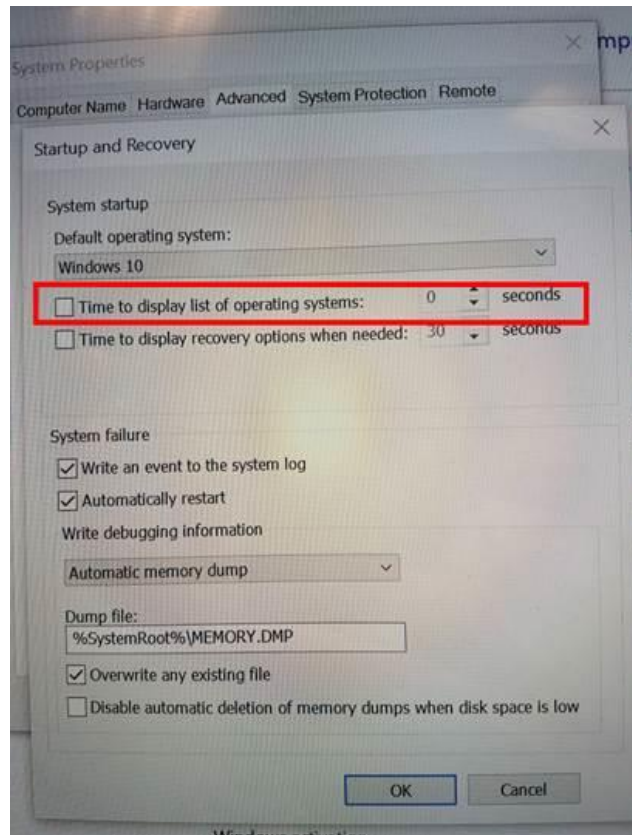 mp
System Properties
Computer Name Hardware Advanced System Protection Remote
Startup and Recovery
System startup
Default operating system:
Windows 10
Time to display list of operating systems: 0 seconds
Time to display recovery options when needed: 30 seconds
System failure
Write an event to the system log
Automatically restart
Write debugging information
Automatic memory dump
Dump file:
%SystemRoot%\MEMORY.DMP
Overwrite any existing file
Disable automatic deletion of memory dumps when disk space is low
OK Cancel